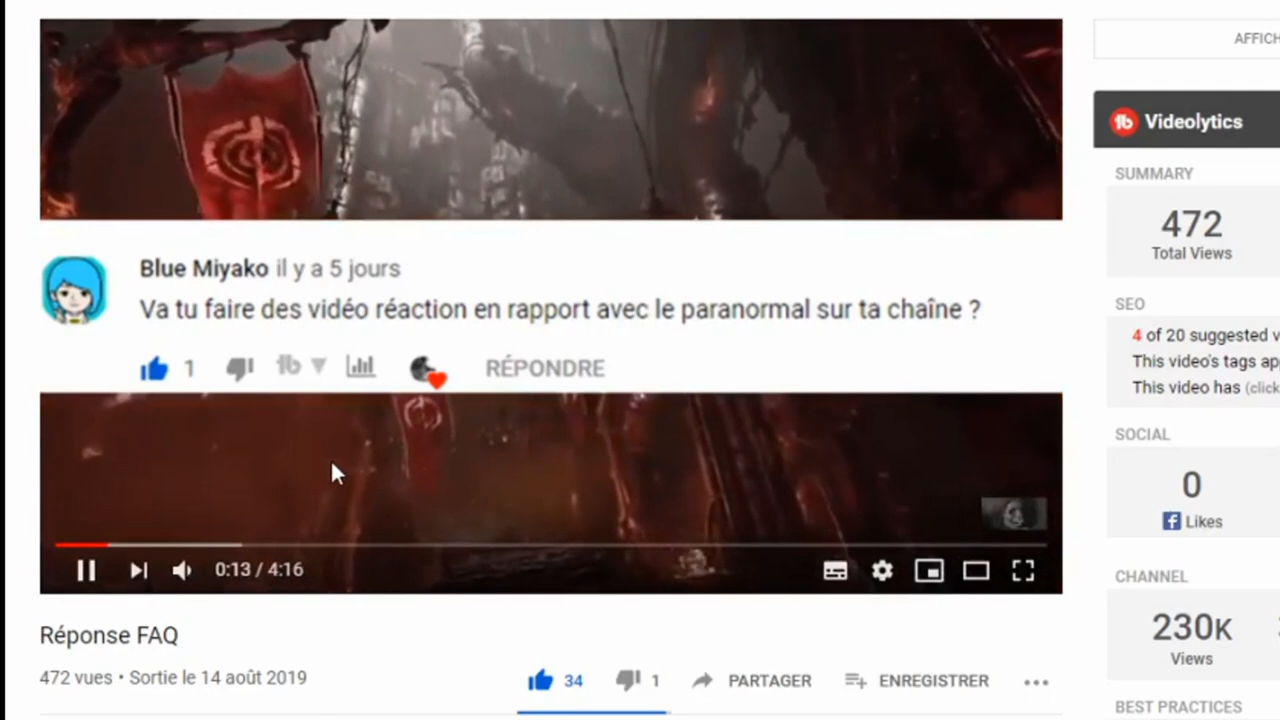 Blue Miyako il y a 5 jours
Va tu faire des vidéo réaction en rapport avec le paranormal sur ta chaîne ?
1
RÉPONDRE
0:13 / 4:16
Réponse FAQ
472 vues • Sortie le 14 août 2019
34
1
PARTAGER
ENREGISTRER
AFFICH
Videolytics
SUMMARY
472
Total Views
SEO
4 of 20 suggested v
This video's tags ap
This video has (click
SOCIAL
0
Likes
CHANNEL
230K
Views
BEST PRACTICES